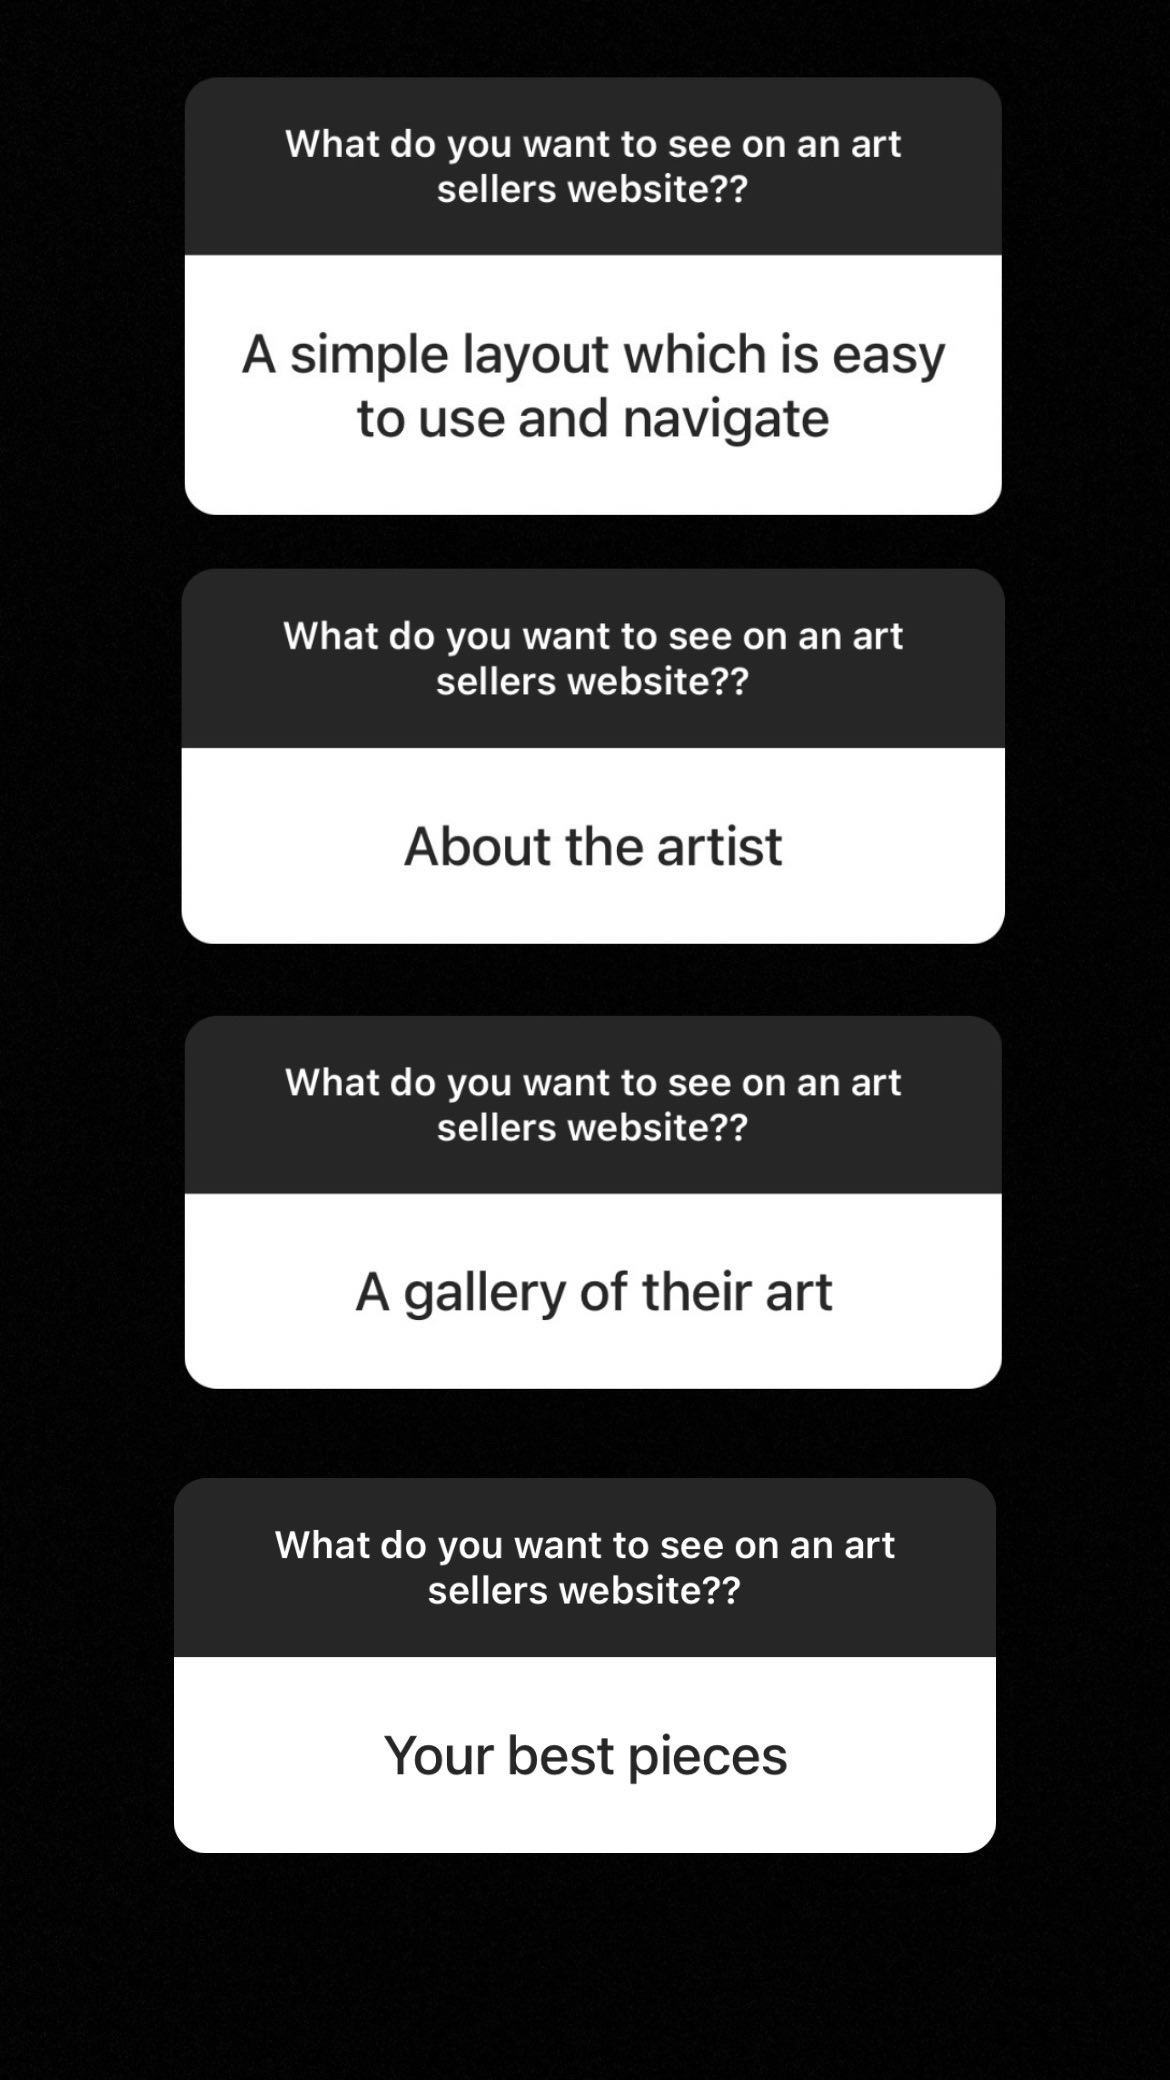 What do you want to see on an art
sellers website??
A simple layout which is easy
to use and navigate
What do you want to see on an art
sellers website??
About the artist
What do you want to see on an art
sellers website??
A gallery of their art
What do you want to see on an art
sellers website??
Your best pieces